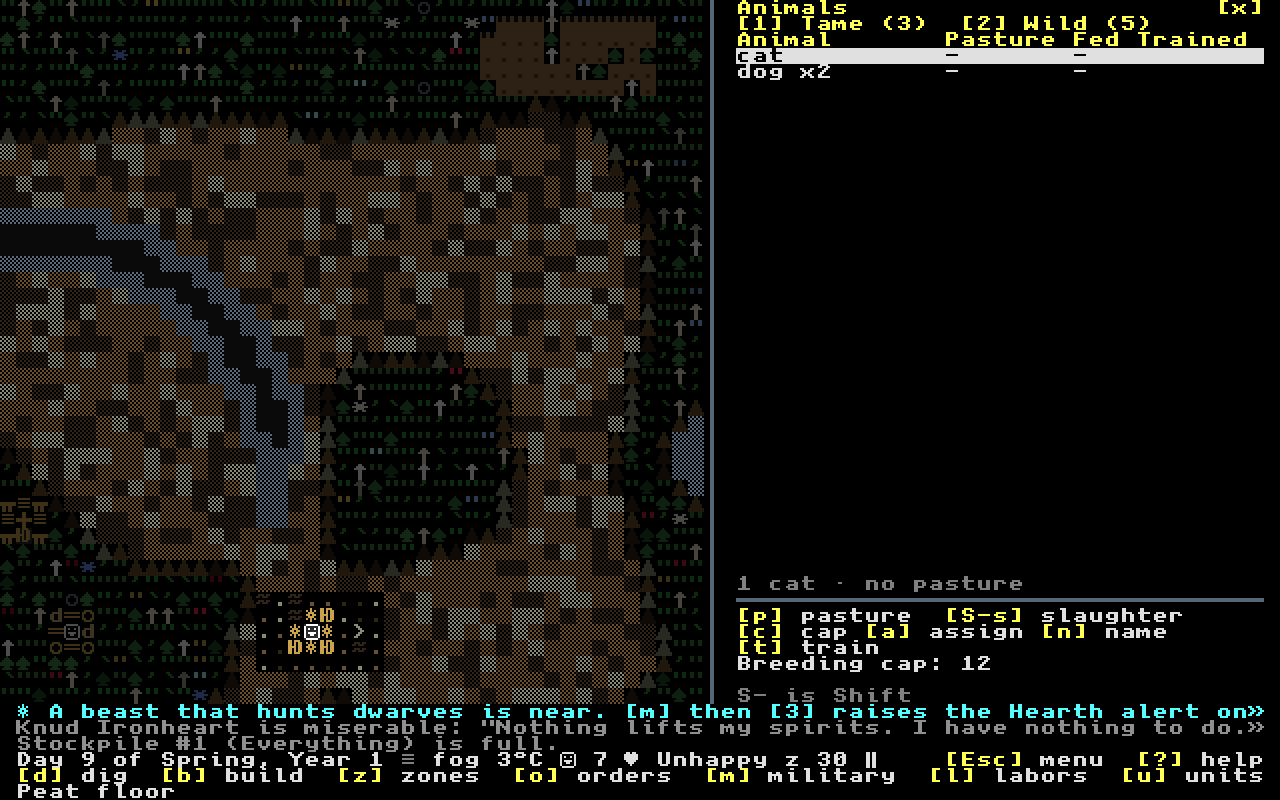 Animals [x]
[1] Tame (3) [2] Wild (5)
Animal Pasture Fed Trained
cat – –
dog x2 – –
1 cat · no pasture
[p] pasture [S-s] slaughter
[c] cap [a] assign [n] name
[t] train
Breeding cap: 12
S- is Shift
* A beast that hunts dwarves is near. [m] then [3] raises the Hearth alert on»
Knud Ironheart is miserable: "Nothing lifts my spirits. I have nothing to do.»
Stockpile #1 (Everything) is full.
Day 9 of Spring, Year 1 ≡ fog 3°C ☺ 7 ♥ Unhappy z 30 ‖ [Esc] menu [?] help
[d] dig [b] build [z] zones [o] orders [m] military [l] labors [u] units
Peat floor